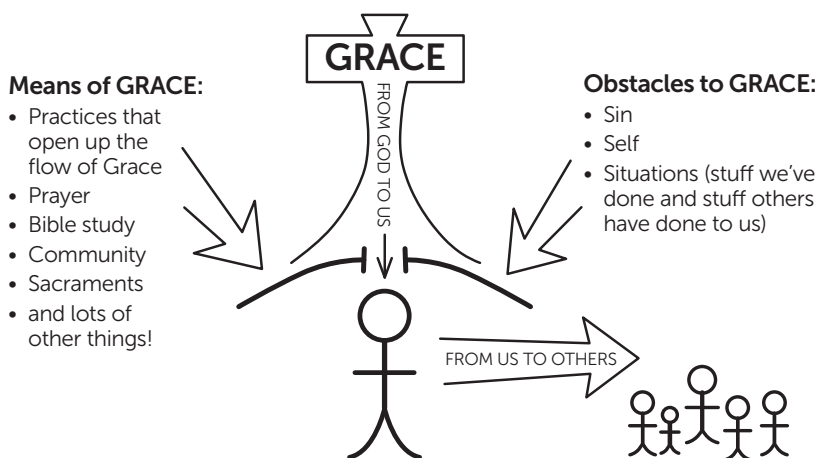 GRACE
FROM GOD TO US
Means of GRACE:
• Practices that
open up the
flow of Grace
• Prayer
• Bible study
• Community
• Sacraments
• and lots of
other things!
Obstacles to GRACE:
• Sin
• Self
• Situations (stuff we’ve
done and stuff others
have done to us)
FROM US TO OTHERS